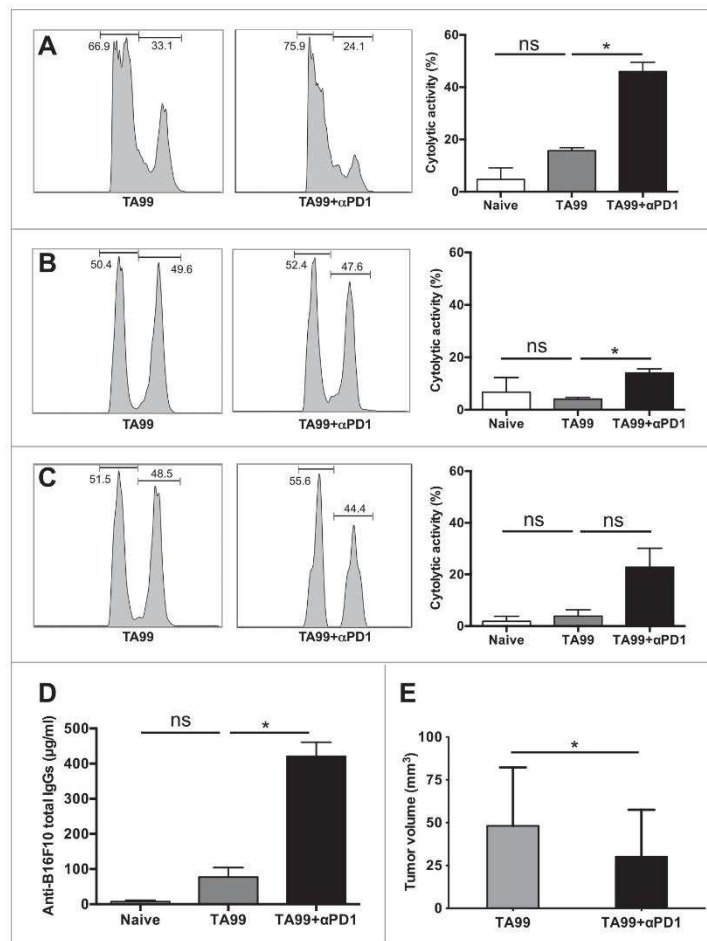 A
66.9 33.1
TA99
75.9 24.1
TA99+αPD1
Cytolytic activity (%)
60
40
20
0
ns *
Naive TA99 TA99+αPD1
B
50.4 49.6
TA99
52.4 47.6
TA99+αPD1
Cytolytic activity (%)
60
40
20
0
ns *
Naive TA99 TA99+αPD1
C
51.5 48.5
TA99
55.6 44.4
TA99+αPD1
Cytolytic activity (%)
60
40
20
0
ns ns
Naive TA99 TA99+αPD1
D
Anti-B16F10 total IgGs (µg/ml)
500
400
300
200
100
0
ns *
Naive TA99 TA99+αPD1
E
Tumor volume (mm³)
100
75
50
25
0
*
TA99 TA99+αPD1